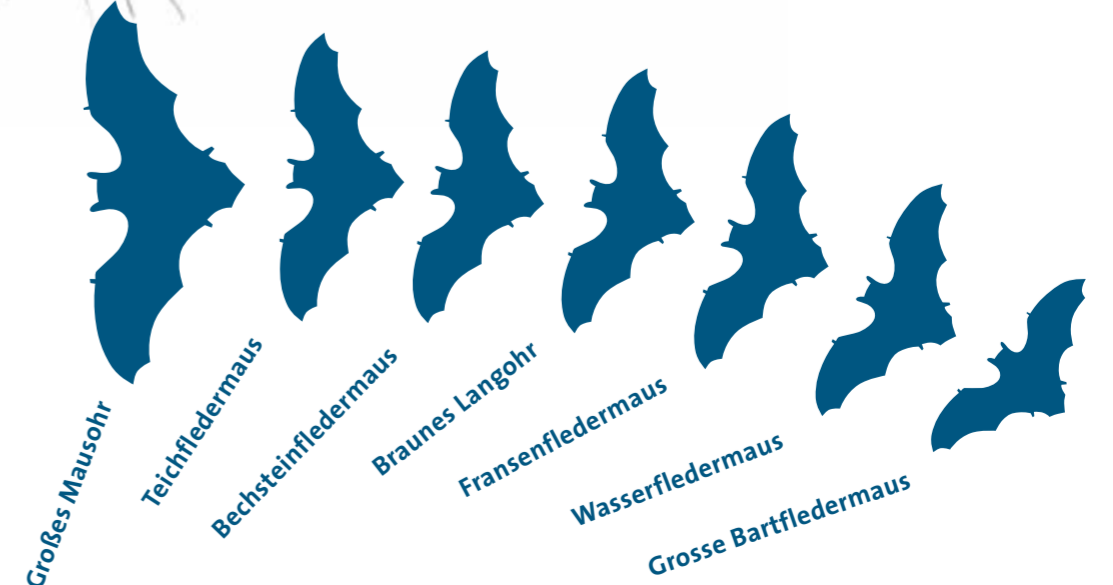 Großes Mausohr
Teichfledermaus
Bechsteinfledermaus
Braunes Langohr
Fransenfledermaus
Wasserfledermaus
Grosse Bartfledermaus